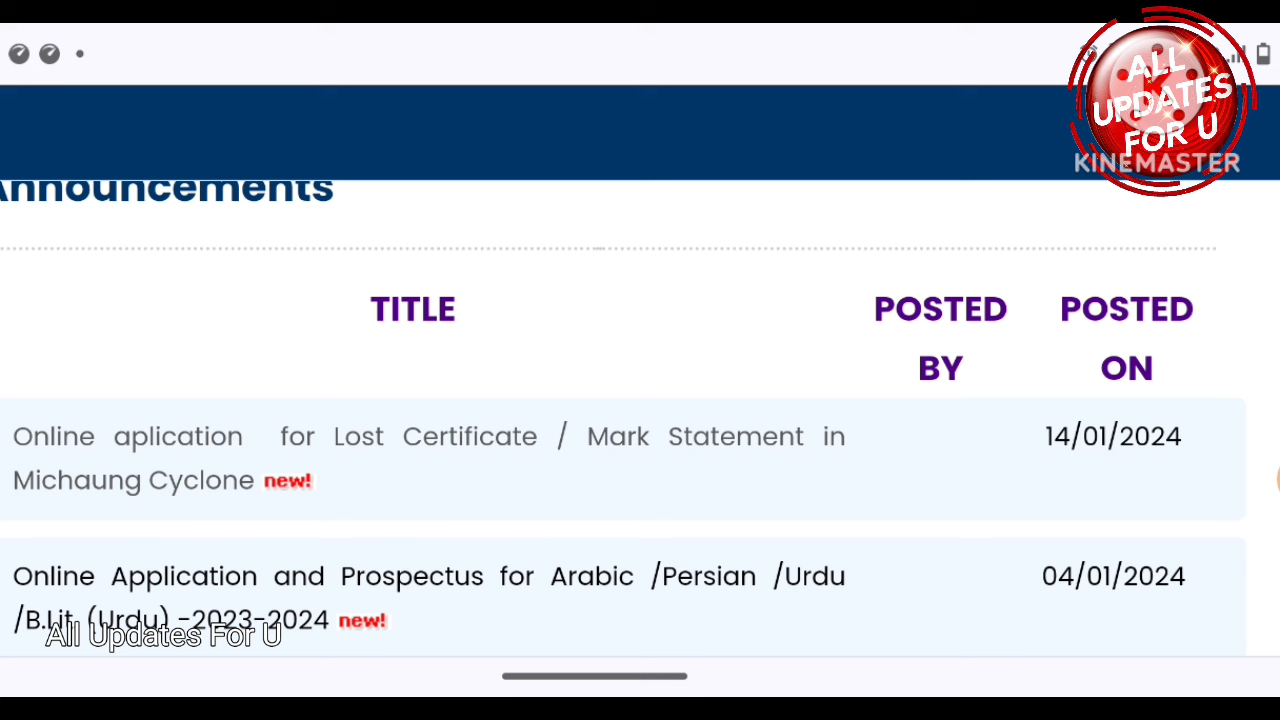 ALL
UPDATES
FOR U
KINEMASTER
Announcements
TITLE
POSTED
BY
POSTED
ON
Online aplication for Lost Certificate / Mark Statement in
Michaung Cyclone new!
14/01/2024
Online Application and Prospectus for Arabic /Persian /Urdu
/B.Lit (Urdu) -2023-2024 new!
04/01/2024
All Updates For U